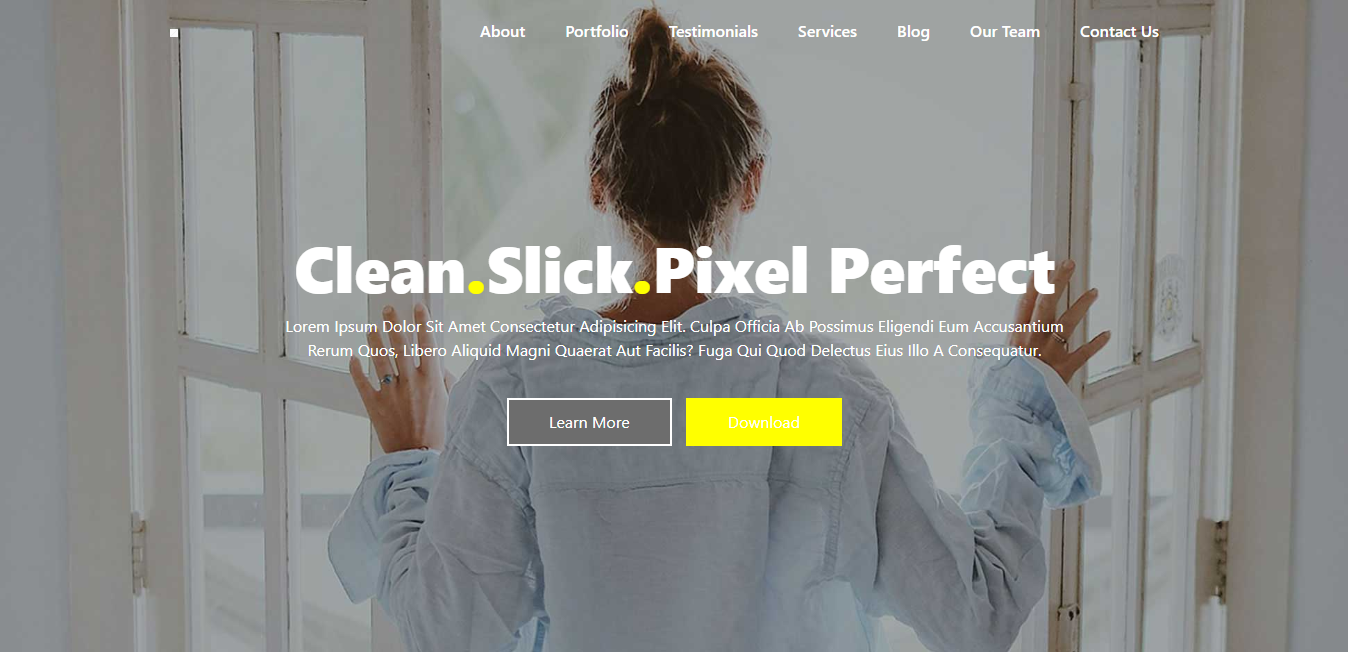 About Portfolio Testimonials Services Blog Our Team Contact Us
Clean.Slick.Pixel Perfect
Lorem Ipsum Dolor Sit Amet Consectetur Adipisicing Elit. Culpa Officia Ab Possimus Eligendi Eum Accusantium
Rerum Quos, Libero Aliquid Magni Quaerat Aut Facilis? Fuga Qui Quod Delectus Eius Illo A Consequatur.
Learn More Download